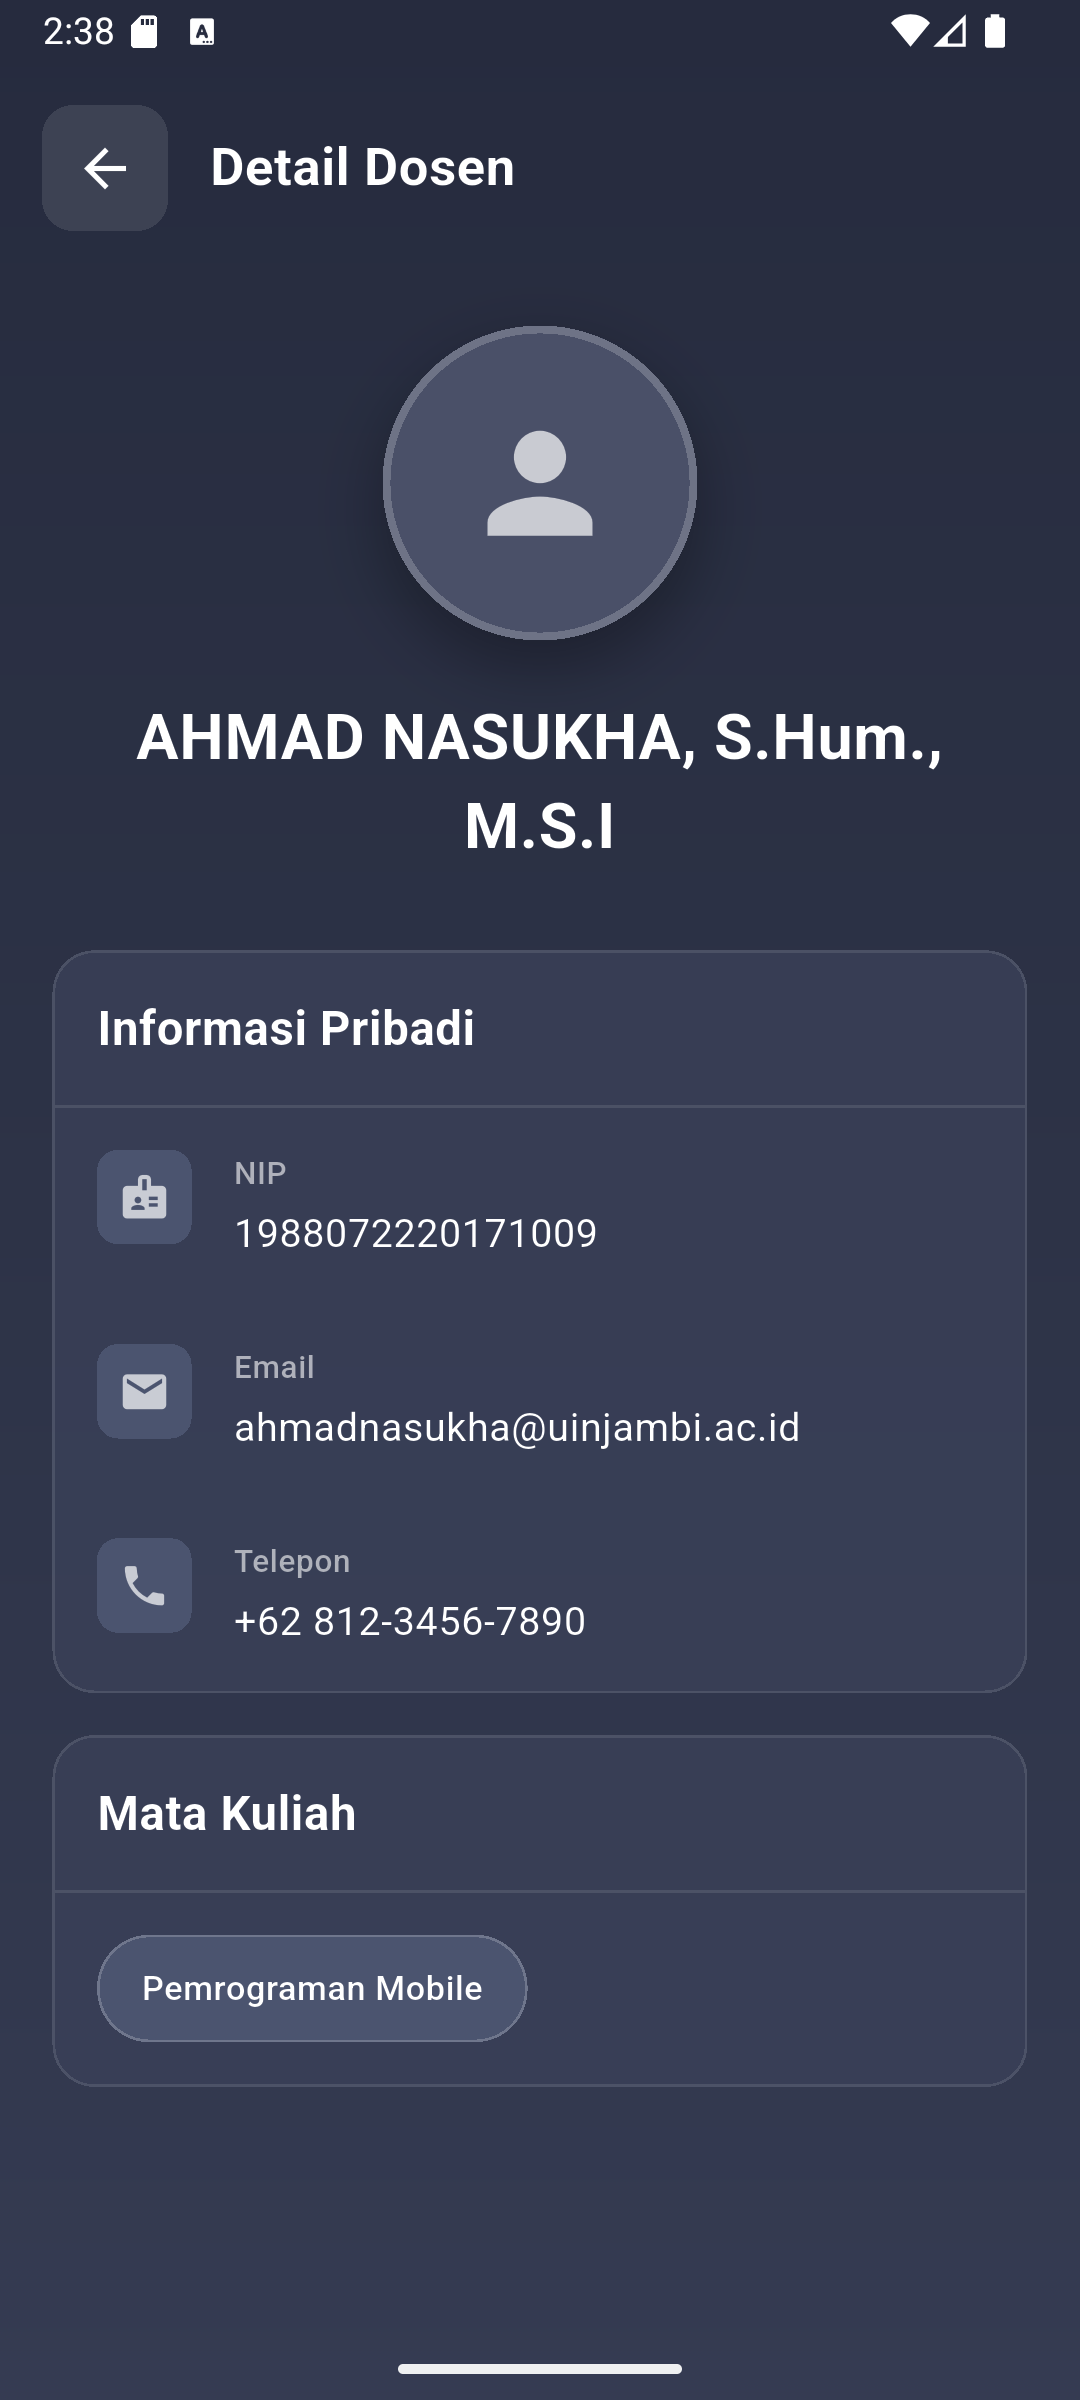 2:38
Detail Dosen
AHMAD NASUKHA, S.Hum.,
M.S.I
Informasi Pribadi
NIP
1988072220171009
Email
ahmadnasukha@uinjambi.ac.id
Telepon
+62 812-3456-7890
Mata Kuliah
Pemrograman Mobile